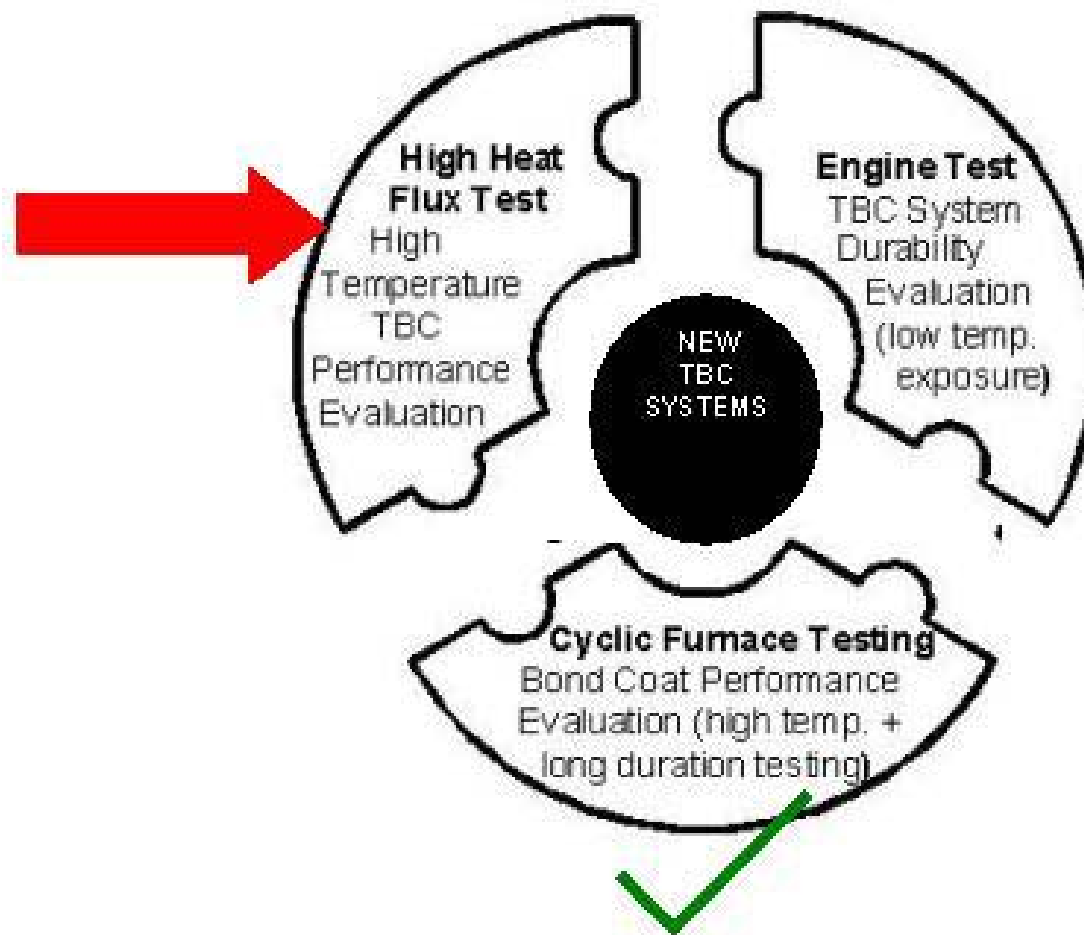 High Heat
Flux Test
High
Temperature
TBC
Performance
Evaluation
Engine Test
TBC System
Durability
Evaluation
(low temp.
exposure)
NEW
TBC
SYSTEMS
Cyclic Furnace Testing
Bond Coat Performance
Evaluation (high temp. +
long duration testing)